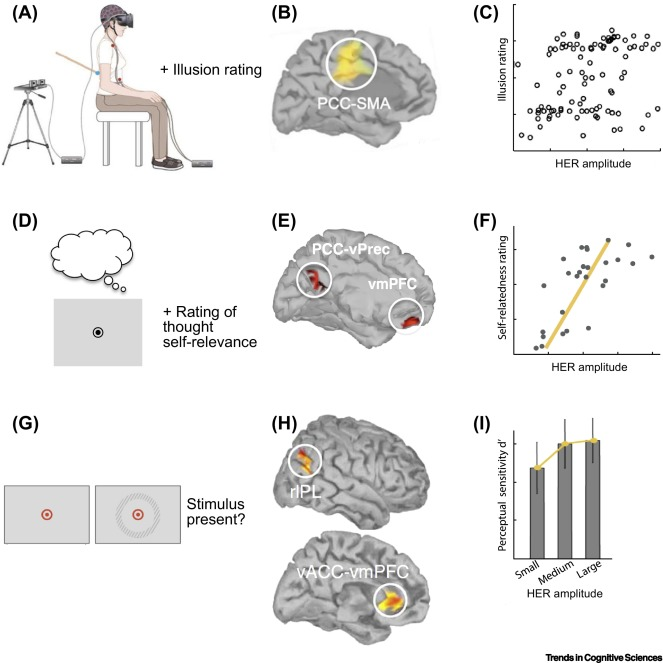 (A)
+ Illusion rating
(B)
PCC-SMA
(C)
Illusion rating
HER amplitude
(D)
+ Rating of
thought
self-relevance
(E)
PCC-vPrec
vmPFC
(F)
Self-relatedness rating
HER amplitude
(G)
Stimulus
present?
(H)
rIPL
vACC-vmPFC
(I)
Perceptual sensitivity d'
Small
Medium
Large
HER amplitude
Trends in Cognitive Sciences